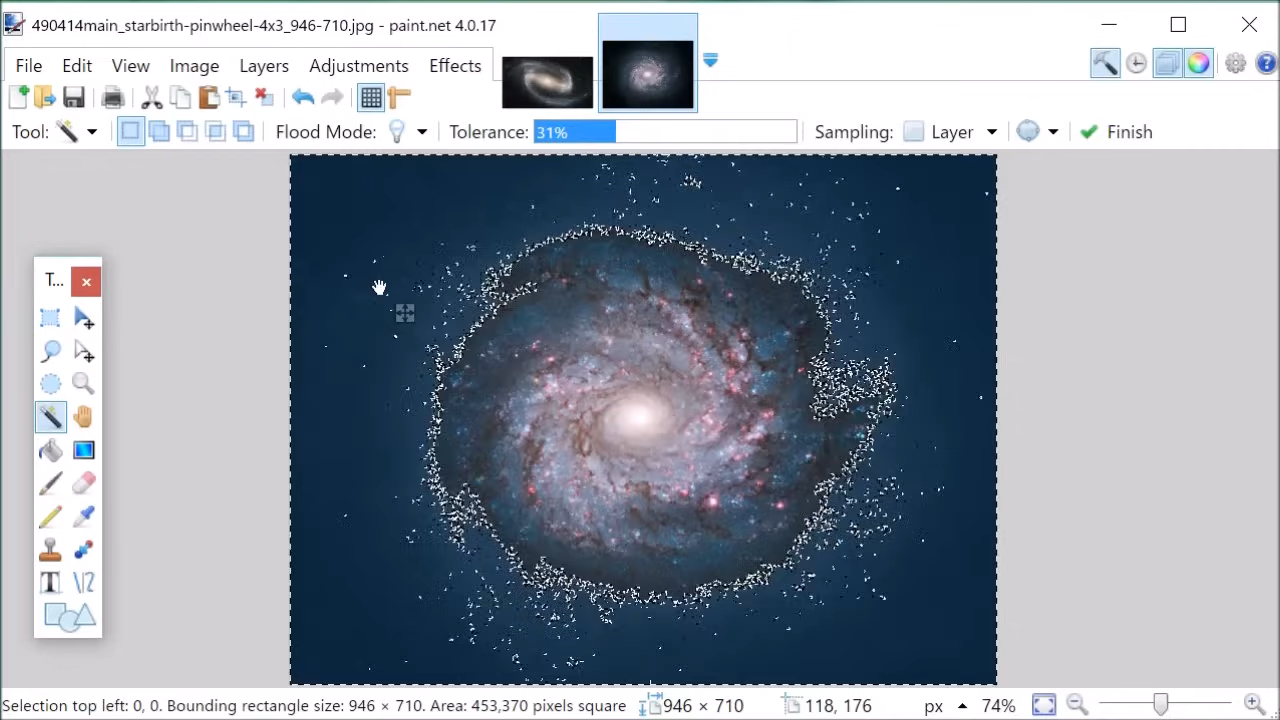 490414main_starbirth-pinwheel-4x3_946-710.jpg - paint.net 4.0.17
File Edit View Image Layers Adjustments Effects
Tool: Flood Mode: Tolerance: 31% Sampling: Layer Finish
T...
Selection top left: 0, 0. Bounding rectangle size: 946 × 710. Area: 453,370 pixels square 946 × 710 118, 176 px 74%